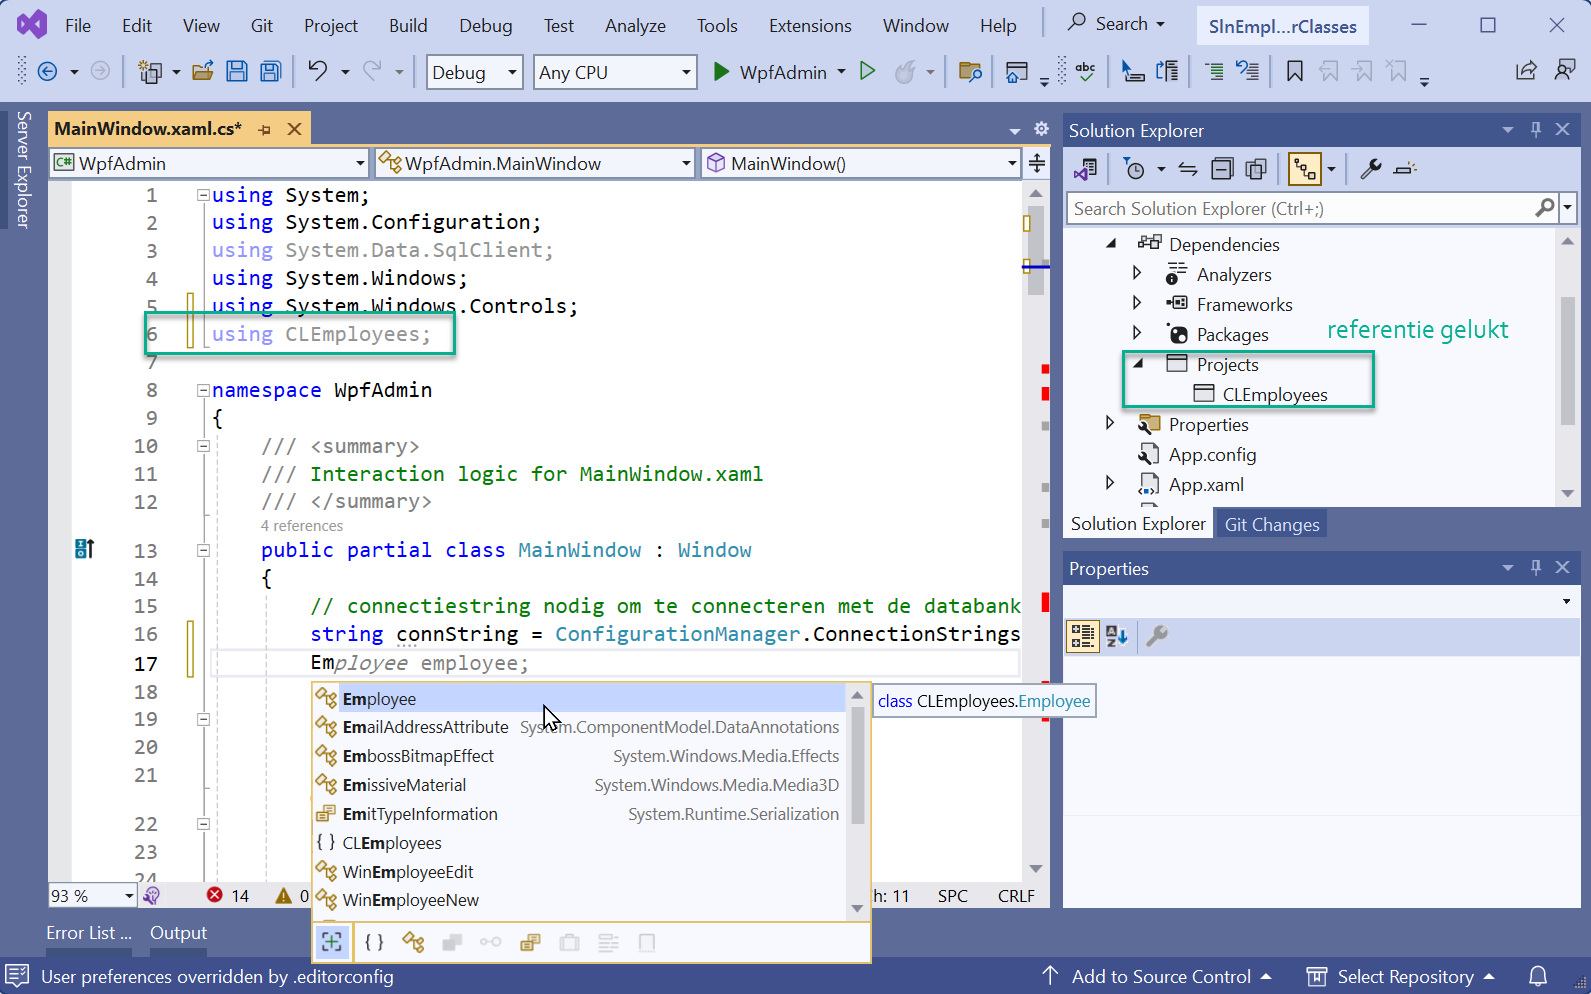 File Edit View Git Project Build Debug Test Analyze Tools Extensions Window Help Search SlnEmpl...rClasses
Debug Any CPU WpfAdmin abc
Server Explorer
MainWindow.xaml.cs*
C# WpfAdmin WpfAdmin.MainWindow MainWindow()
1 using System;
2 using System.Configuration;
3 using System.Data.SqlClient;
4 using System.Windows;
5 using System.Windows.Controls;
6 using CLEmployees;
7
8 namespace WpfAdmin
9 {
10 /// <summary>
11 /// Interaction logic for MainWindow.xaml
12 /// </summary>
4 references
13 public partial class MainWindow : Window
14 {
15 // connectiestring nodig om te connecteren met de databank
16 string connString = ConfigurationManager.ConnectionStrings
17 Employee employee;
18
19
20
21
22
23
24
Employee
class CLEmployees.Employee
EmailAddressAttribute System.ComponentModel.DataAnnotations
EmbossBitmapEffect System.Windows.Media.Effects
EmissiveMaterial System.Windows.Media.Media3D
EmitTypeInformation System.Runtime.Serialization
{ } CLEmployees
WinEmployeeEdit
WinEmployeeNew
{ }
93 % 14 0 h: 11 SPC CRLF
Solution Explorer
Search Solution Explorer (Ctrl+;)
Dependencies
Analyzers
Frameworks
Packages
referentie gelukt
Projects
CLEmployees
Properties
App.config
App.xaml
Solution Explorer Git Changes
Properties
Error List ... Output
User preferences overridden by .editorconfig Add to Source Control Select Repository